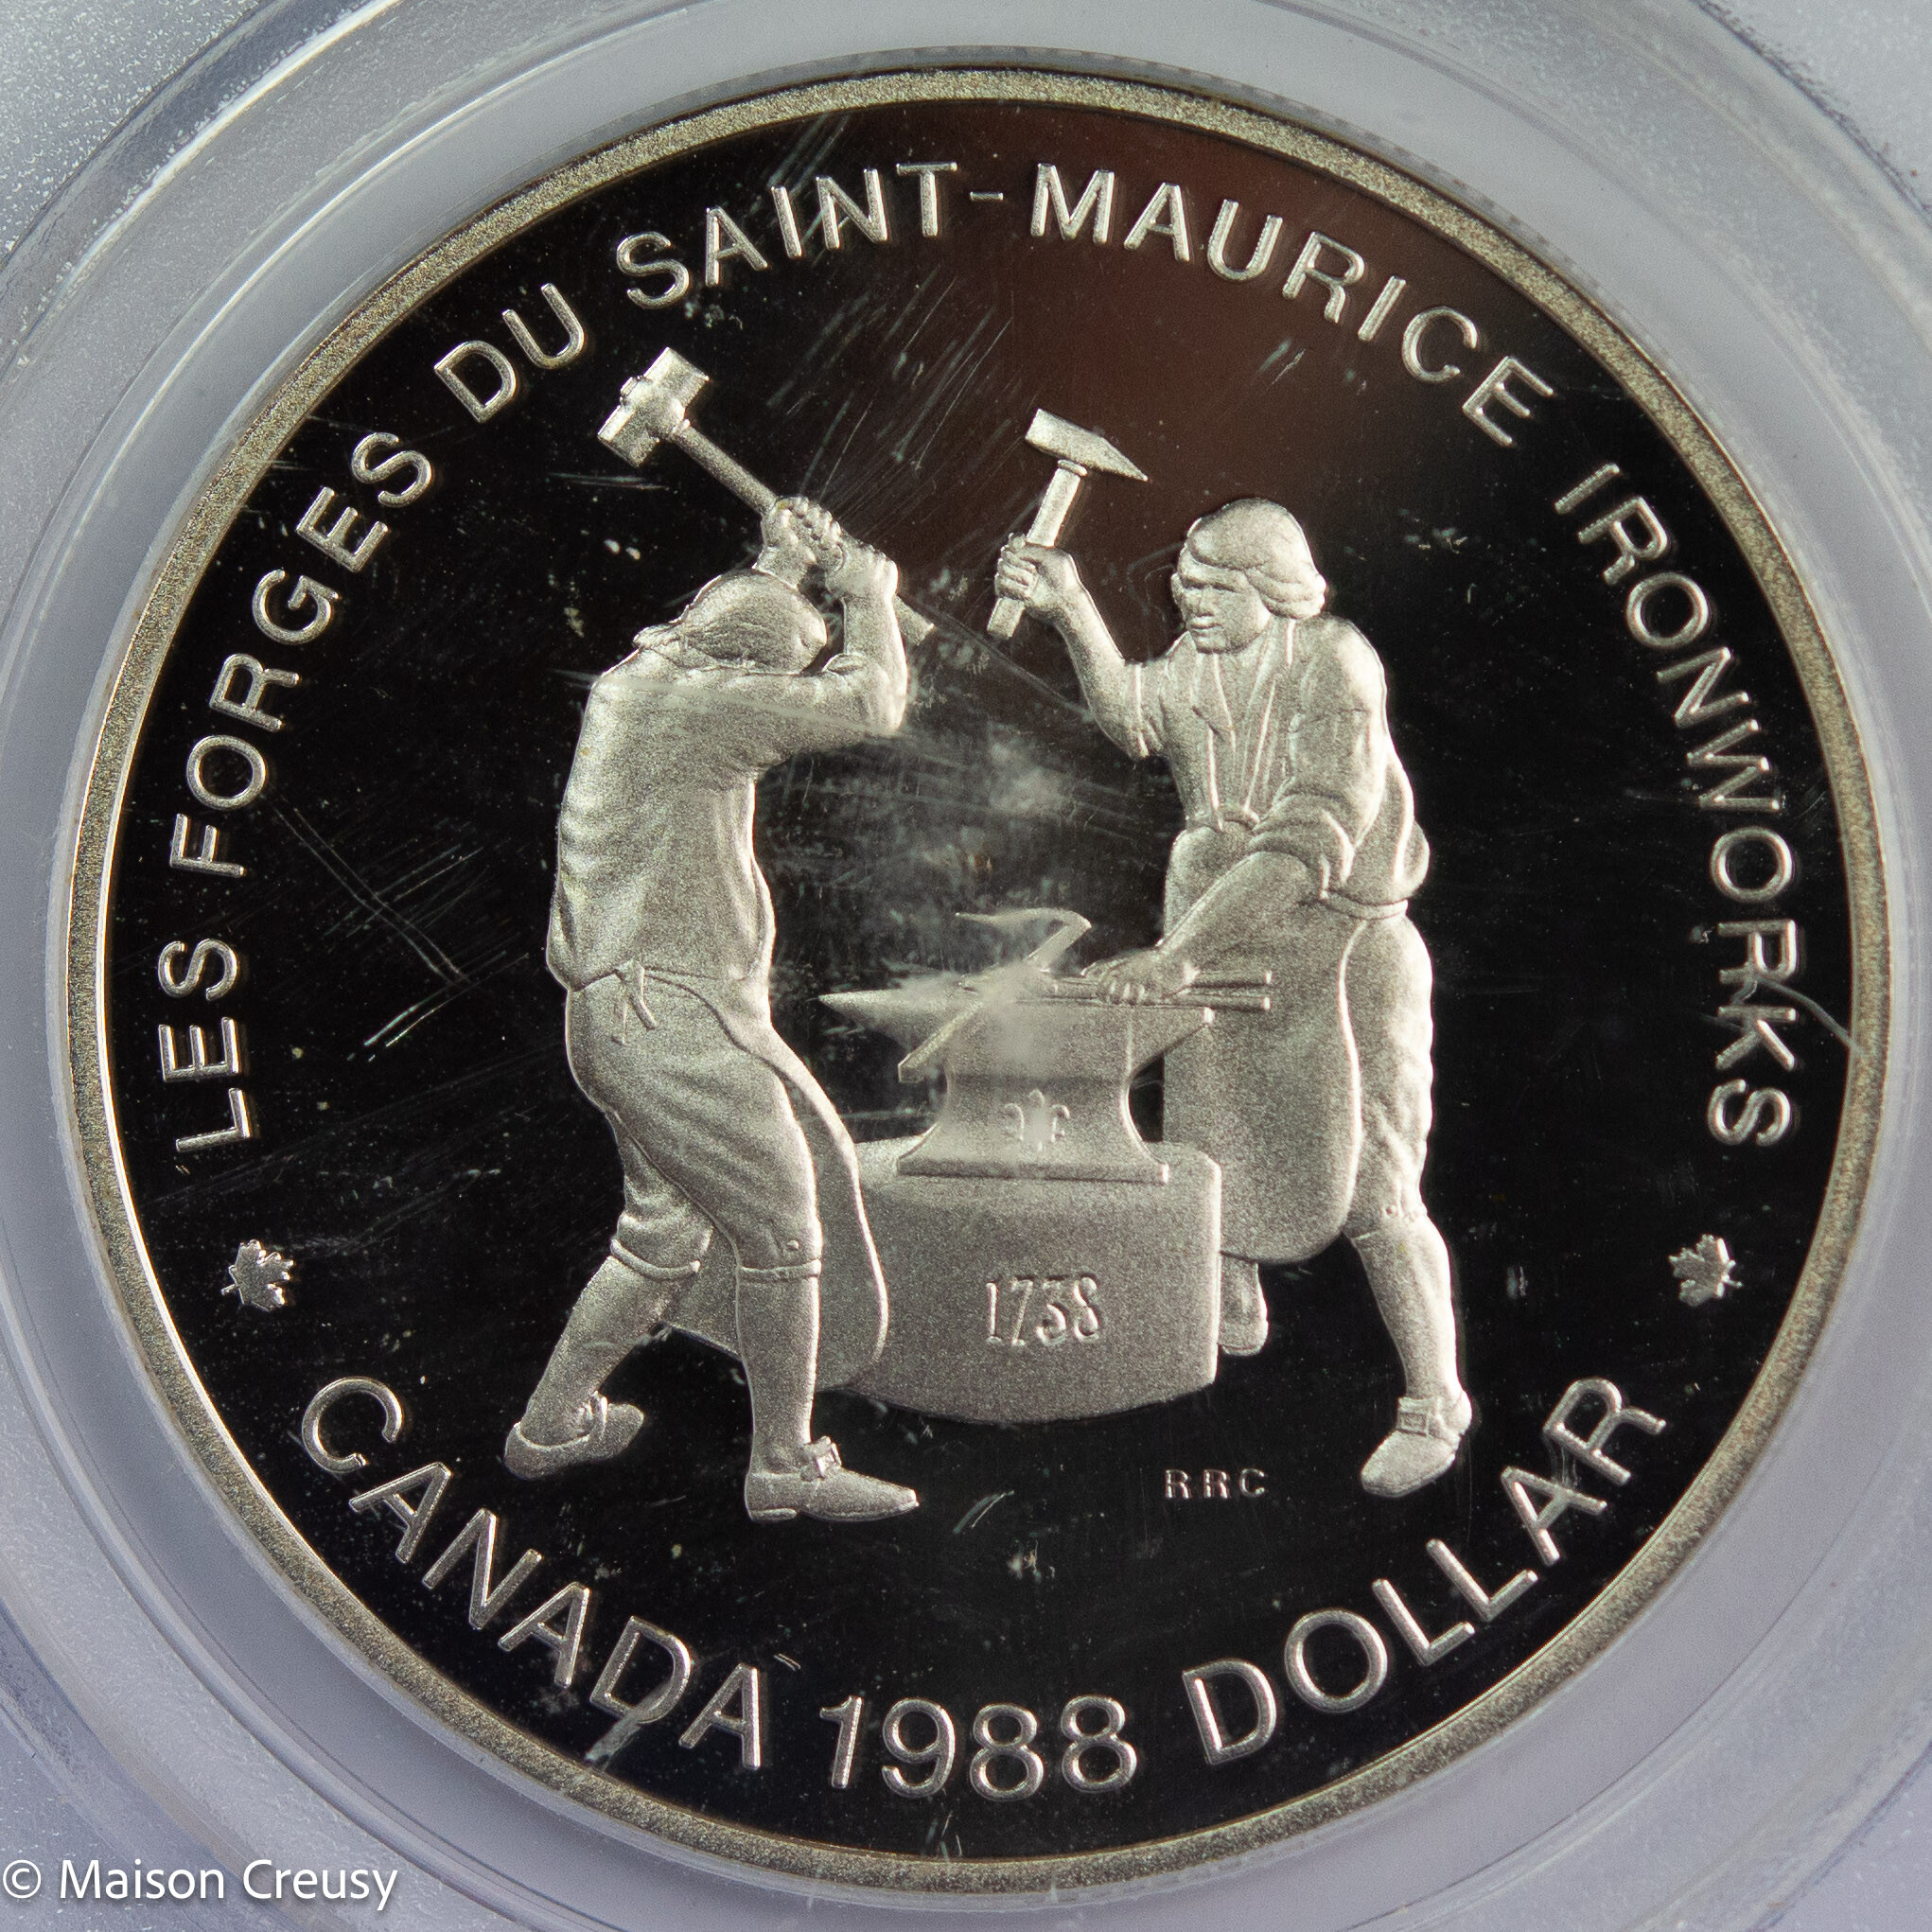 LES FORGES DU SAINT-MAURICE IRONWORKS
1738
RRC
CANADA 1988 DOLLAR
© Maison Creusy